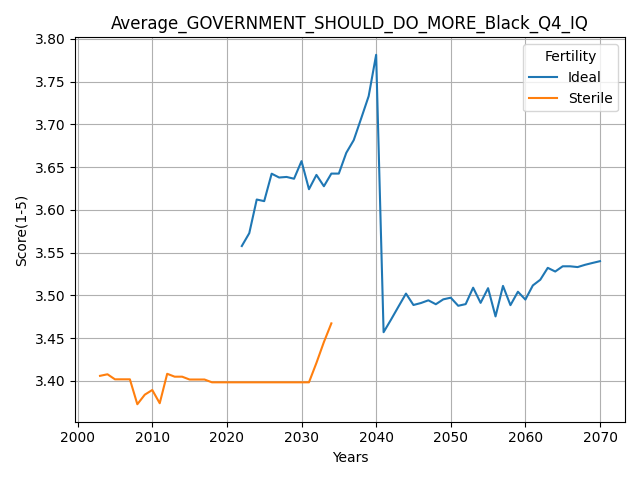 Average_GOVERNMENT_SHOULD_DO_MORE_Black_Q4_IQ
Fertility
Ideal
Sterile
Score(1-5)
3.80
3.75
3.70
3.65
3.60
3.55
3.50
3.45
3.40
2000 2010 2020 2030 2040 2050 2060 2070
Years